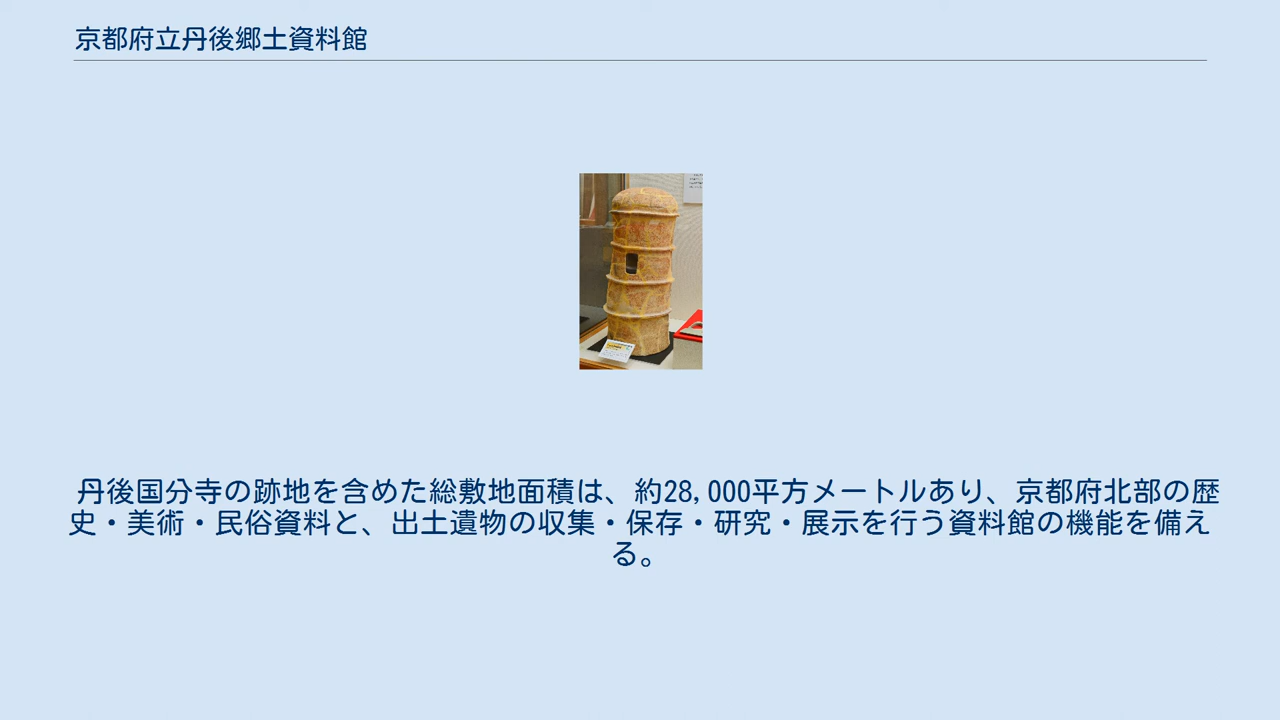 京都府立丹後郷土資料館
丹後国分寺の跡地を含めた総敷地面積は、約28,000平方メートルあり、京都府北部の歴
史・美術・民俗資料と、出土遺物の収集・保存・研究・展示を行う資料館の機能を備え
る。